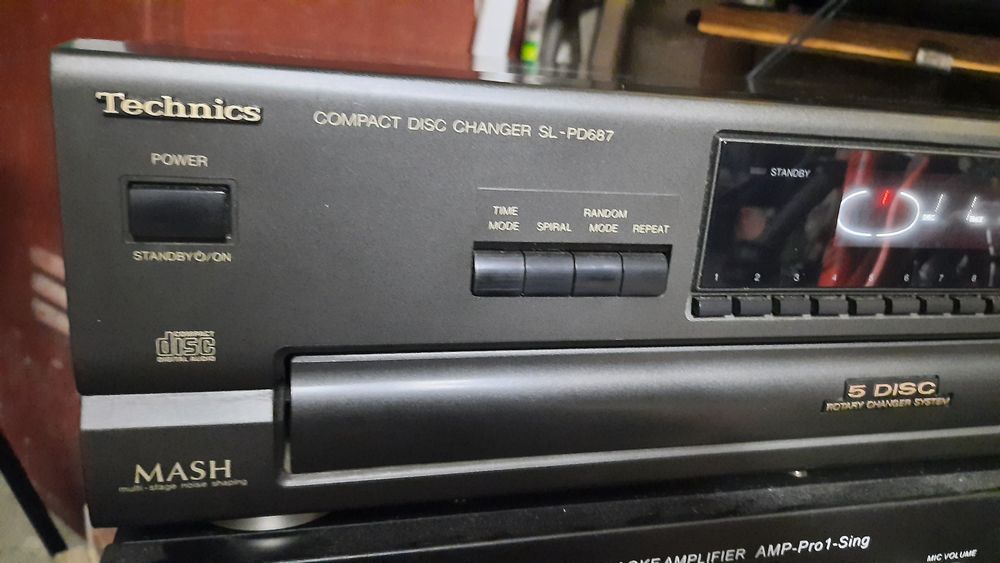 Technics
COMPACT DISC CHANGER SL-PD687
POWER
STANDBY⏻/ON
TIME MODE
SPIRAL
RANDOM MODE
REPEAT
STANDBY
DISC
1 2 3 4 5 6 7 8
COMPACT
disc
DIGITAL AUDIO
5 DISC
ROTARY CHANGER SYSTEM
MASH
multi-stage noise shaping
AMPLIFIER AMP-Pro1-Sing
MIC VOLUME